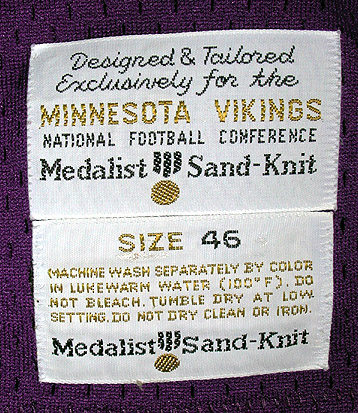 Designed & Tailored
Exclusively for the
MINNESOTA VIKINGS
NATIONAL FOOTBALL CONFERENCE
Medalist Sand-Knit
SIZE 46
MACHINE WASH SEPARATELY BY COLOR
IN LUKEWARM WATER (100°F). DO
NOT BLEACH. TUMBLE DRY AT LOW
SETTING. DO NOT DRY CLEAN OR IRON.
Medalist Sand-Knit